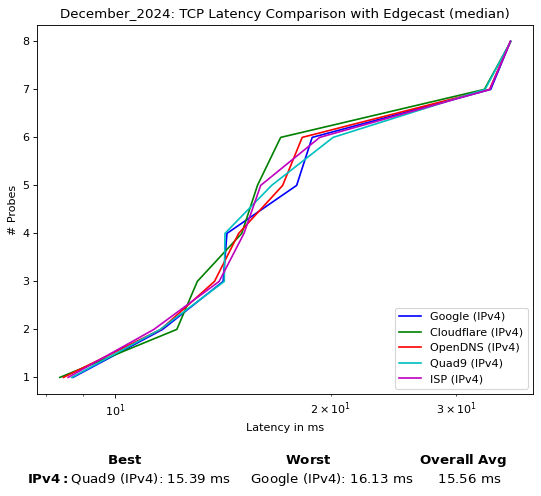 December_2024: TCP Latency Comparison with Edgecast (median)
8
7
6
5
4
3
2
1
# Probes
Google (IPv4)
Cloudflare (IPv4)
OpenDNS (IPv4)
Quad9 (IPv4)
ISP (IPv4)
10¹ 2 × 10¹ 3 × 10¹
Latency in ms
Best Worst Overall Avg
IPv4: Quad9 (IPv4): 15.39 ms Google (IPv4): 16.13 ms 15.56 ms